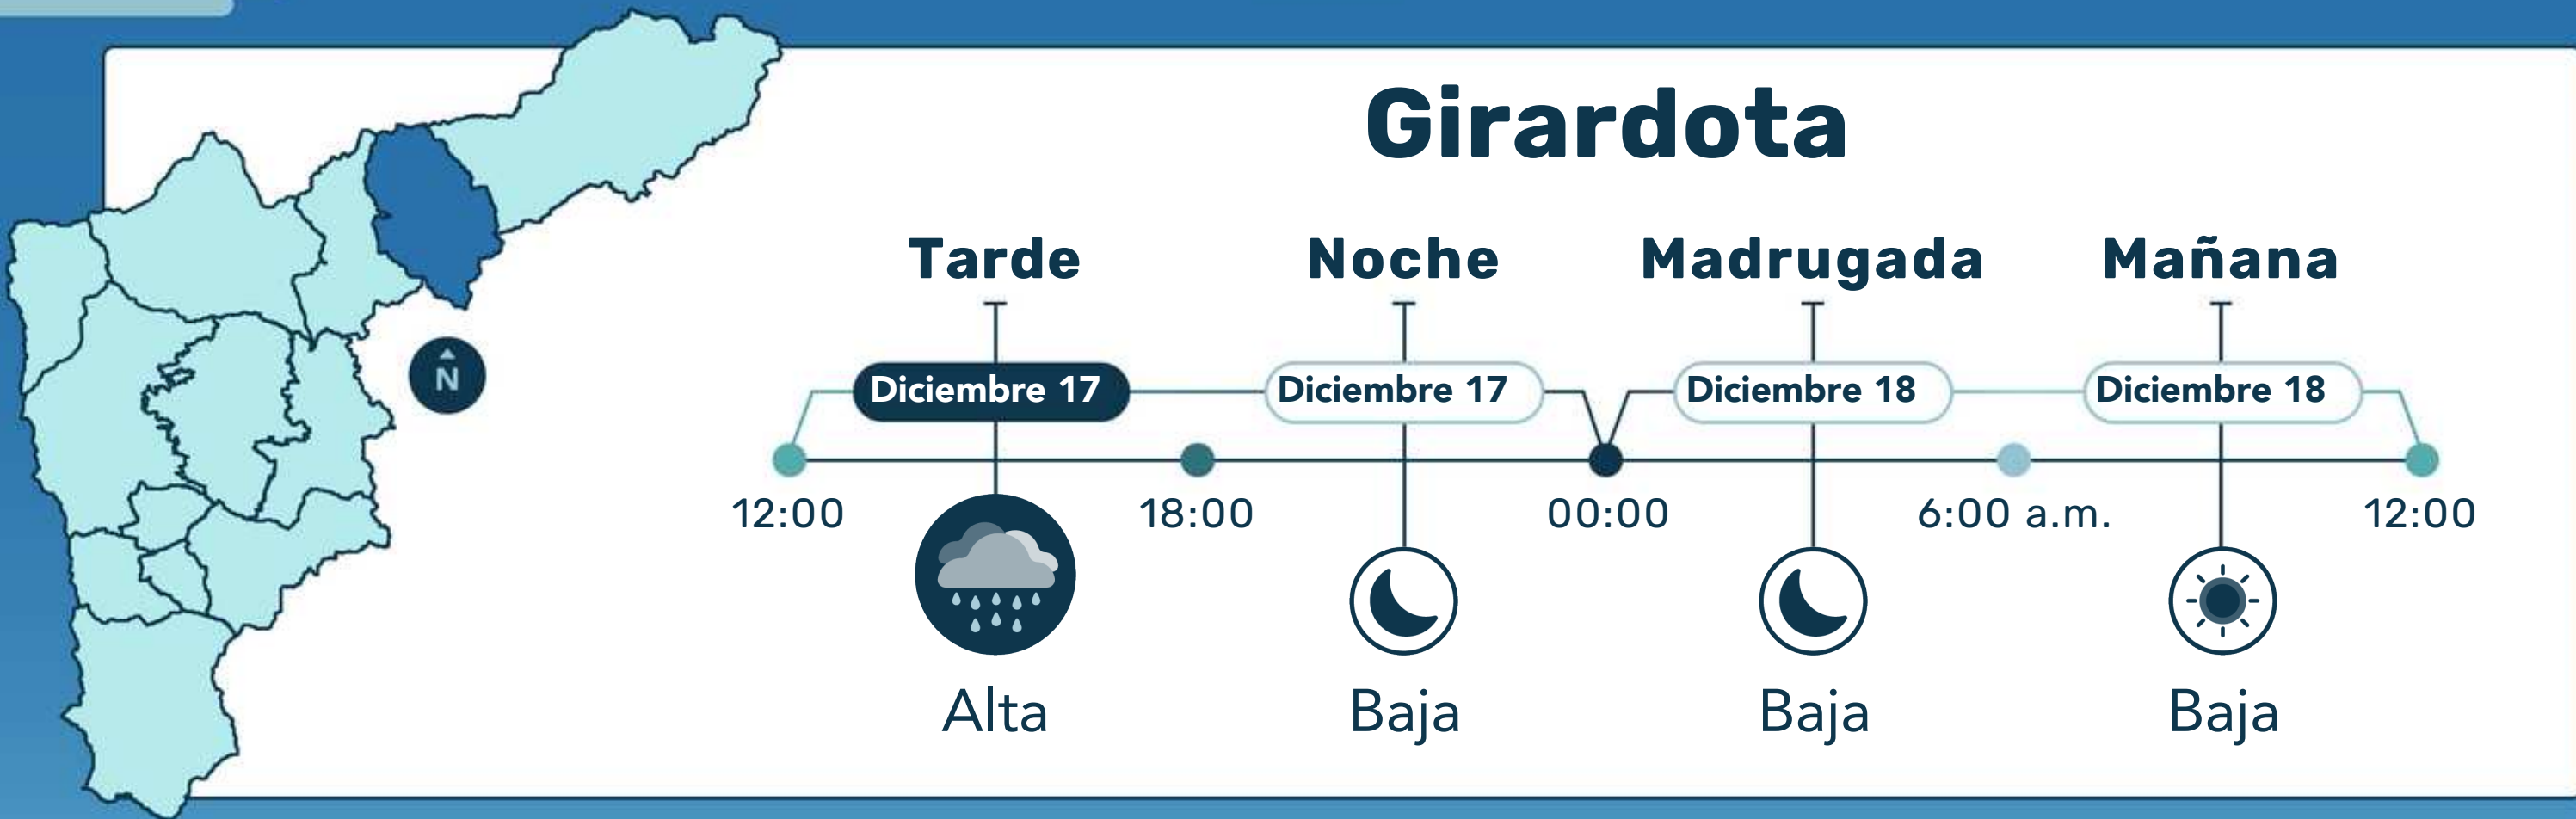 Girardota
Tarde Noche Madrugada Mañana
N
Diciembre 17 Diciembre 17 Diciembre 18 Diciembre 18
12:00 18:00 00:00 6:00 a.m. 12:00
Alta Baja Baja Baja